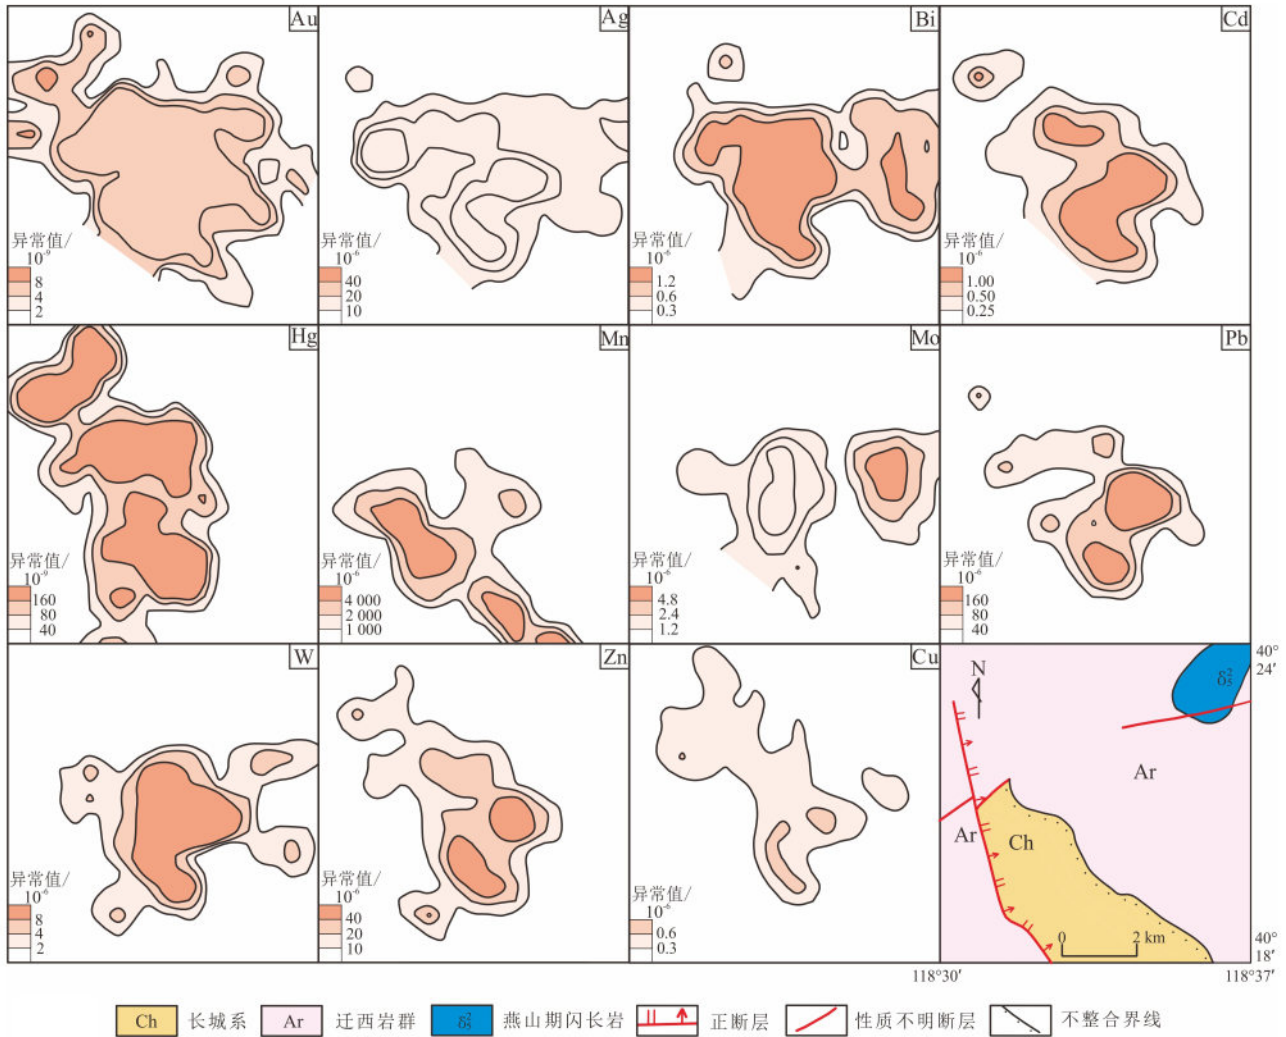 Au
异常值/
10⁻⁹
8
4
2
Ag
异常值/
10⁻⁶
40
20
10
Bi
异常值/
10⁻⁶
1.2
0.6
0.3
Cd
异常值/
10⁻⁶
1.00
0.50
0.25
Hg
异常值/
10⁻⁹
160
80
40
Mn
异常值/
10⁻⁶
4 000
2 000
1 000
Mo
异常值/
10⁻⁶
4.8
2.4
1.2
Pb
异常值/
10⁻⁶
160
80
40
W
异常值/
10⁻⁶
8
4
2
Zn
异常值/
10⁻⁶
40
20
10
Cu
异常值/
10⁻⁶
0.6
0.3
N
δ₅²
Ar
Ar
Ch
0 2 km
40°
24′
40°
18′
118°30′ 118°37′
Ch 长城系 Ar 迁西岩群 δ₅² 燕山期闪长岩 正断层 性质不明断层 不整合界线